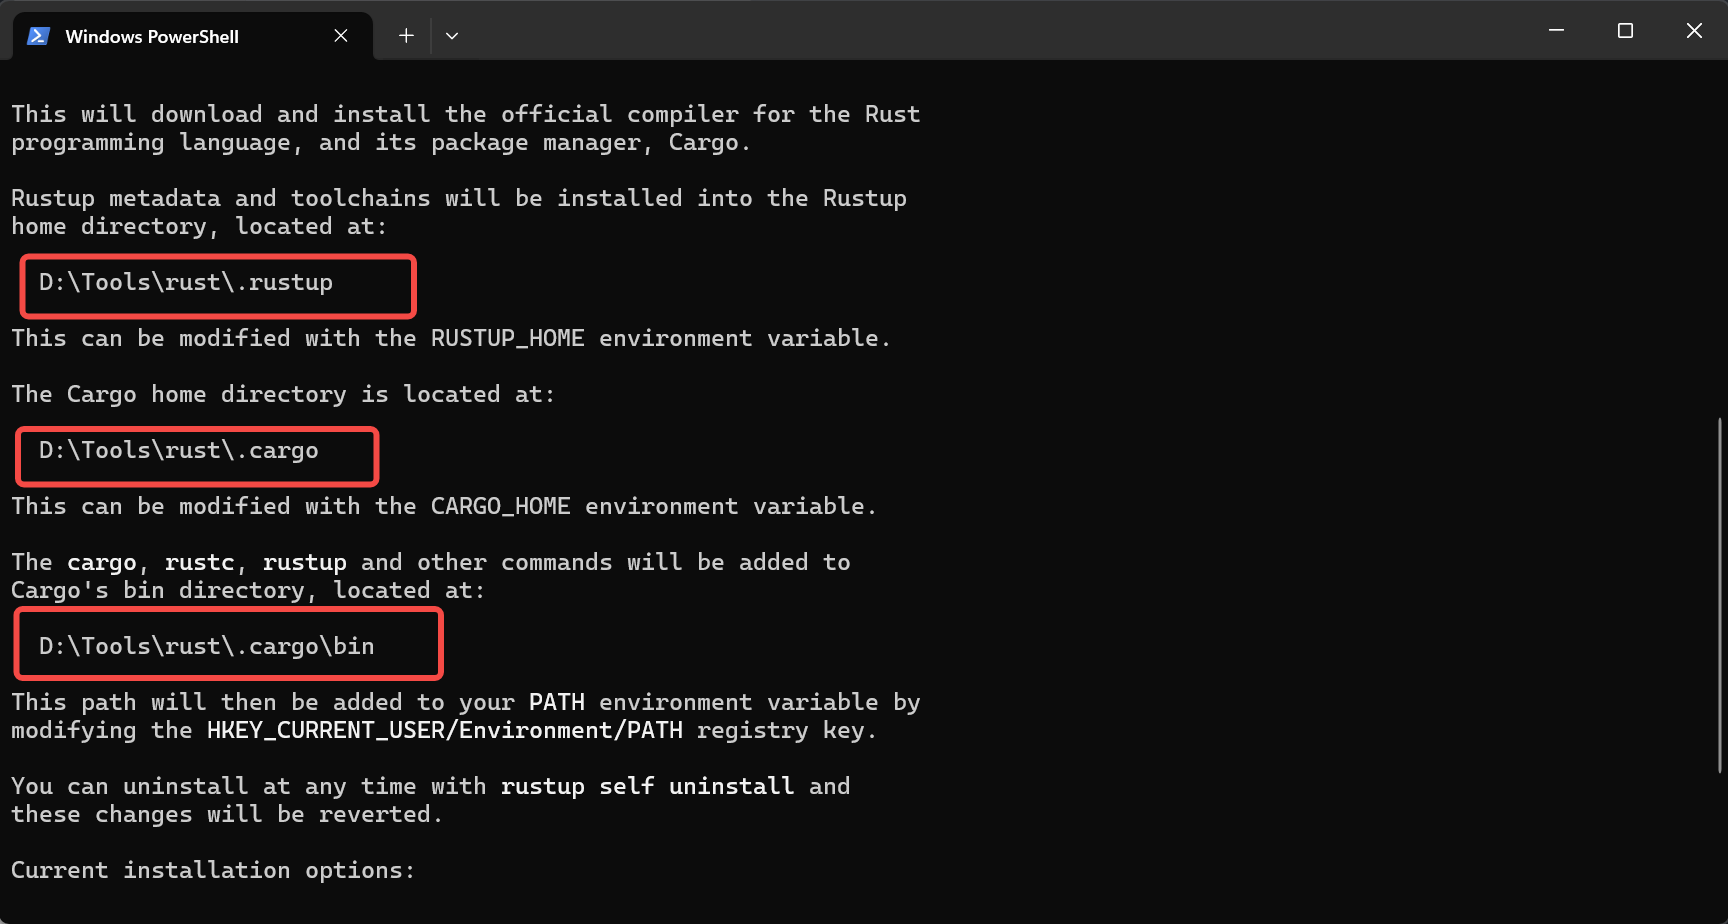 Windows PowerShell
This will download and install the official compiler for the Rust
programming language, and its package manager, Cargo.
Rustup metadata and toolchains will be installed into the Rustup
home directory, located at:
D:\Tools\rust\.rustup
This can be modified with the RUSTUP_HOME environment variable.
The Cargo home directory is located at:
D:\Tools\rust\.cargo
This can be modified with the CARGO_HOME environment variable.
The cargo, rustc, rustup and other commands will be added to
Cargo's bin directory, located at:
D:\Tools\rust\.cargo\bin
This path will then be added to your PATH environment variable by
modifying the HKEY_CURRENT_USER/Environment/PATH registry key.
You can uninstall at any time with rustup self uninstall and
these changes will be reverted.
Current installation options: